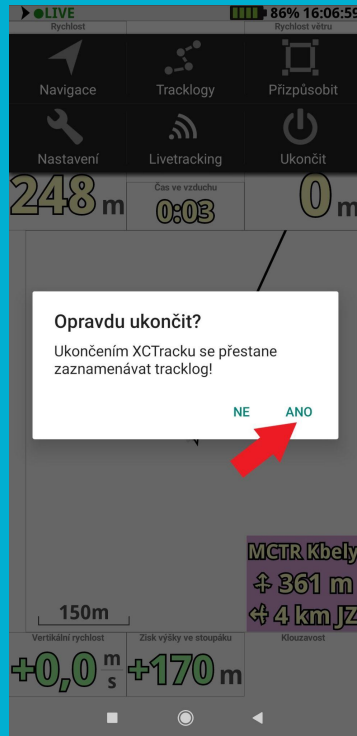 LIVE 86% 16:06:59
Rychlost Rychlost větru
Navigace Tracklogy Přizpůsobit
Nastavení Livetracking Ukončit
248 m Čas ve vzduchu 0:03 0 m
Opravdu ukončit?
Ukončením XCTracku se přestane
zaznamenávat tracklog!
NE ANO
MCTR Kbely
361 m
150m 4 km JZ
Vertikální rychlost Zisk výšky ve stoupáku Klouzavost
+0,0 m/s +170 m